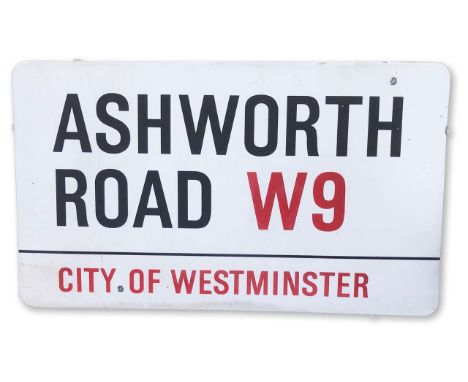 ASHWORTH
ROAD W9
CITY OF WESTMINSTER